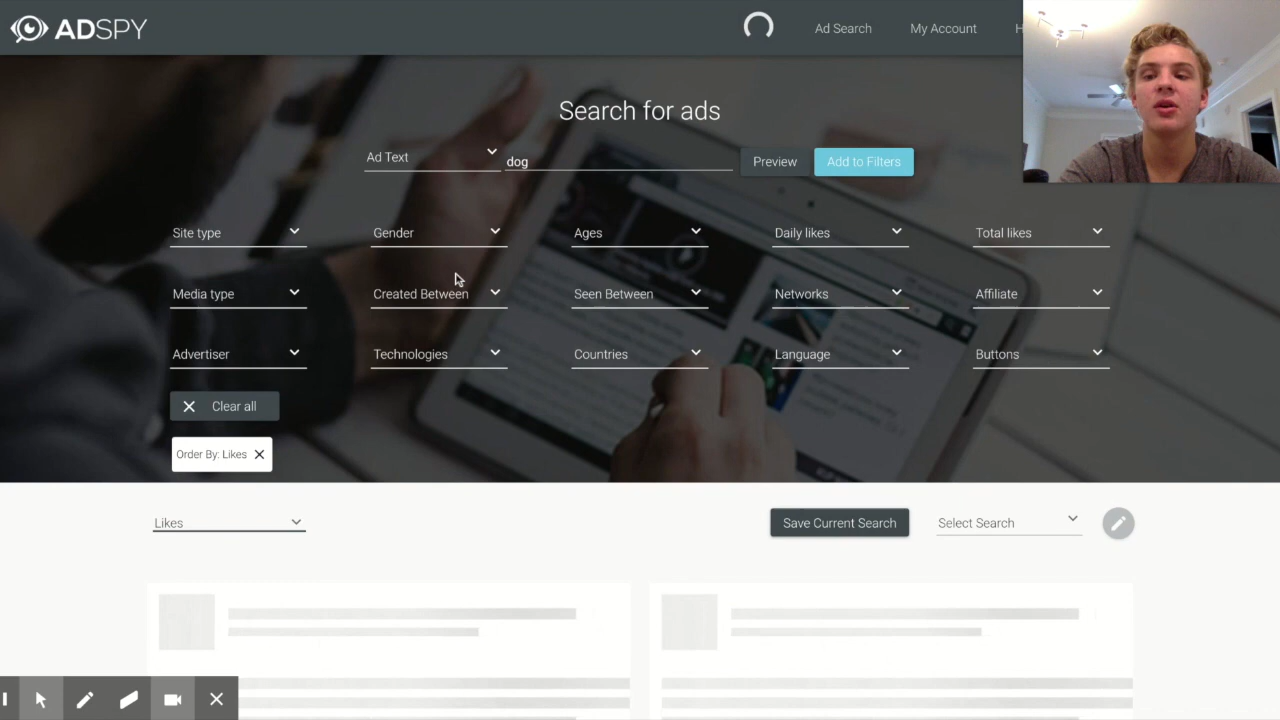 ADSPY
Ad Search
My Account
H
Search for ads
Ad Text
dog
Preview
Add to Filters
Site type
Gender
Ages
Daily likes
Total likes
Media type
Created Between
Seen Between
Networks
Affiliate
Advertiser
Technologies
Countries
Language
Buttons
Clear all
Order By: Likes
Likes
Save Current Search
Select Search